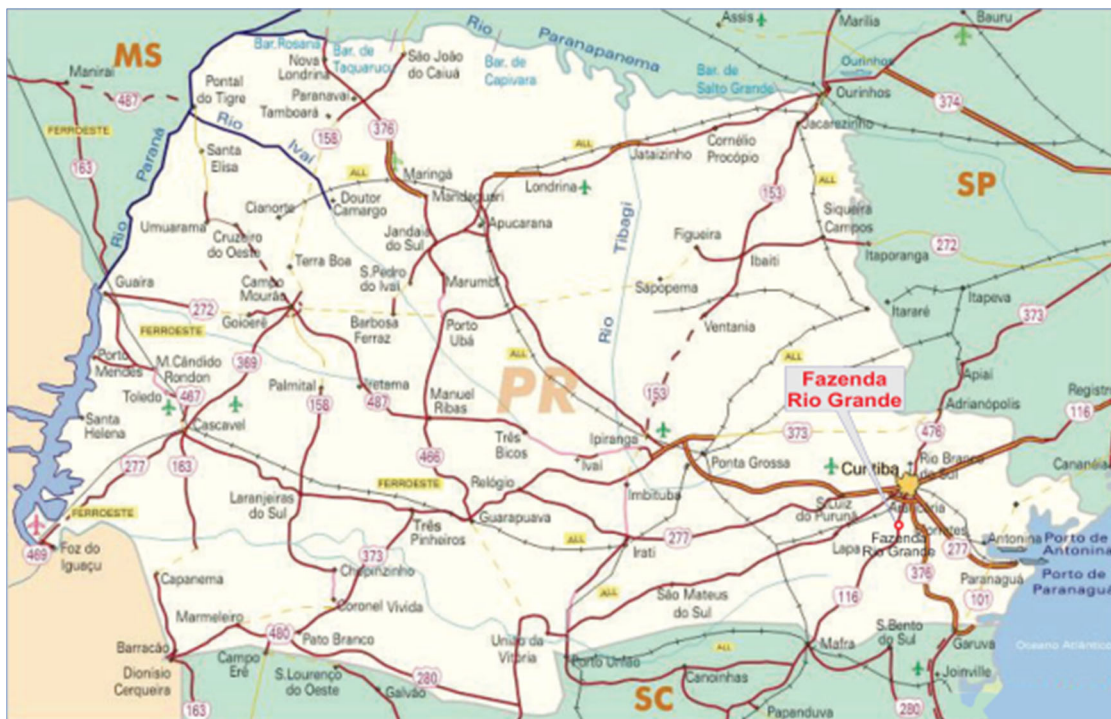 MS
Manirai
487
FERROESTE
163
Pontal
do Tigre
Rio
Paraná
Rio
Ivaí
Bar.Rosana
Nova
Londrina
Bar. de
Taquaruçu
São João
do Caiuá
Rio
Paranapanema
Bar. de
Capivara
Bar. de
Salto Grande
Assis
Marilia
Bauru
Ourinhos
Ourinhos
374
Jacarezinho
Paranavai
Tamboará
158
376
Santa
Elisa
ALL
Maringá
Mandaguari
Cianorte
Doutor
Camargo
Umuarama
Cruzeiro
do Oeste
Jandaia
do Sul
Apucarana
Londrina
ALL
Jataizinho
Cornélio
Procópio
153
ALL
SP
Siqueira
Campos
272
Itaporanga
Figueira
Ibaiti
Rio
Tibagi
Rio
Sapopema
Ventania
Itararé
Itapeva
373
Guaira
272
Terra Boa
Campo
Mourão
S.Pedro
do Ivaí
Marumbi
Goioerê
Barbosa
Ferraz
Porto
Ubá
FERROESTE
ALL
ALL
PR
Porto
Mendes
M.Cândido
Rondon
467
Toledo
369
Palmital
Iretama
487
Manuel
Ribas
153
Fazenda
Rio Grande
Apiaí
Adrianópolis
Registro
116
Cananéia
Santa
Helena
Cascavel
158
Três
Bicos
Ipiranga
373
476
Ivaí
Ponta Grossa
Curitiba
Rio Branco
do Sul
277
163
466
FERROESTE
Relógio
Imbituba
S.Luiz
do Purunã
Araucária
Laranjeiras
do Sul
Guarapuava
ALL
FERROESTE
469
Foz do
Iguaçu
Três
Pinheiros
Irati
277
Lapa
Fazenda
Rio Grande
Morretes
277
Antonina
Porto de
Antonina
Paranaguá
Porto de
Paranaguá
373
Capanema
Chopinzinho
Coronel Vivida
São Mateus
do Sul
116
376
101
Marmeleiro
480
Pato Branco
União da
Vitória
Mafra
S.Bento
do Sul
Garuva
Oceano Atlântico
Barracão
Dionísio
Cerqueira
Campo
Erê
S.Lourenço
do Oeste
280
Galvão
Porto União
ALL
Canoinhas
Joinville
163
SC
Papanduva
280